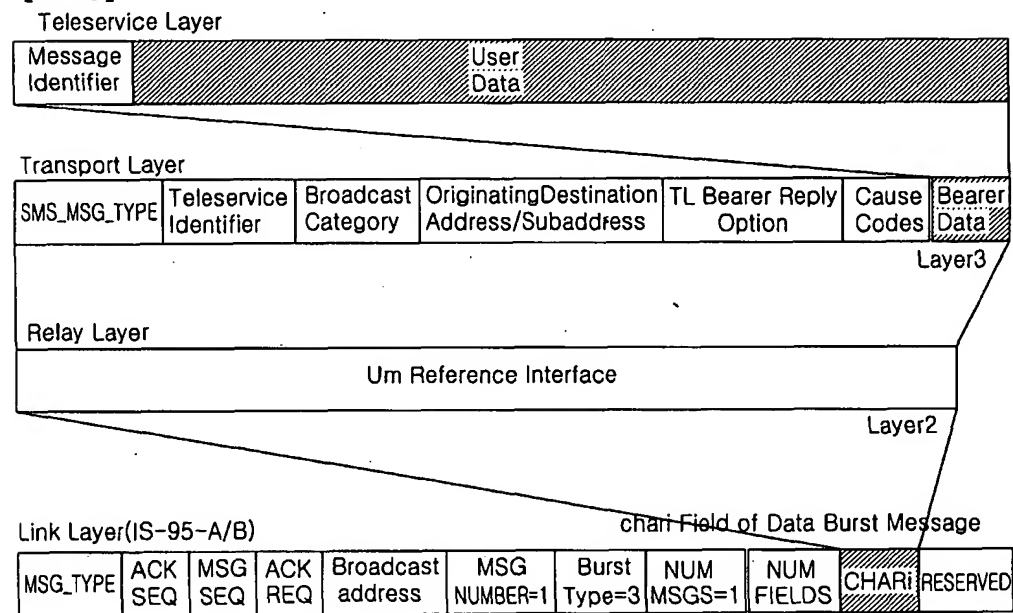 Teleservice Layer
Message
Identifier
User
Data
Transport Layer
SMS_MSG_TYPE
Teleservice
Identifier
Broadcast
Category
OriginatingDestination
Address/Subaddress
TL Bearer Reply
Option
Cause
Codes
Bearer
Data
Layer3
Relay Layer
Um Reference Interface
Layer2
Link Layer(IS-95-A/B)
chari Field of Data Burst Message
MSG_TYPE
ACK
SEQ
MSG
SEQ
ACK
REQ
Broadcast
address
MSG
NUMBER=1
Burst
Type=3
NUM
MSGS=1
NUM
FIELDS
CHARi
RESERVED